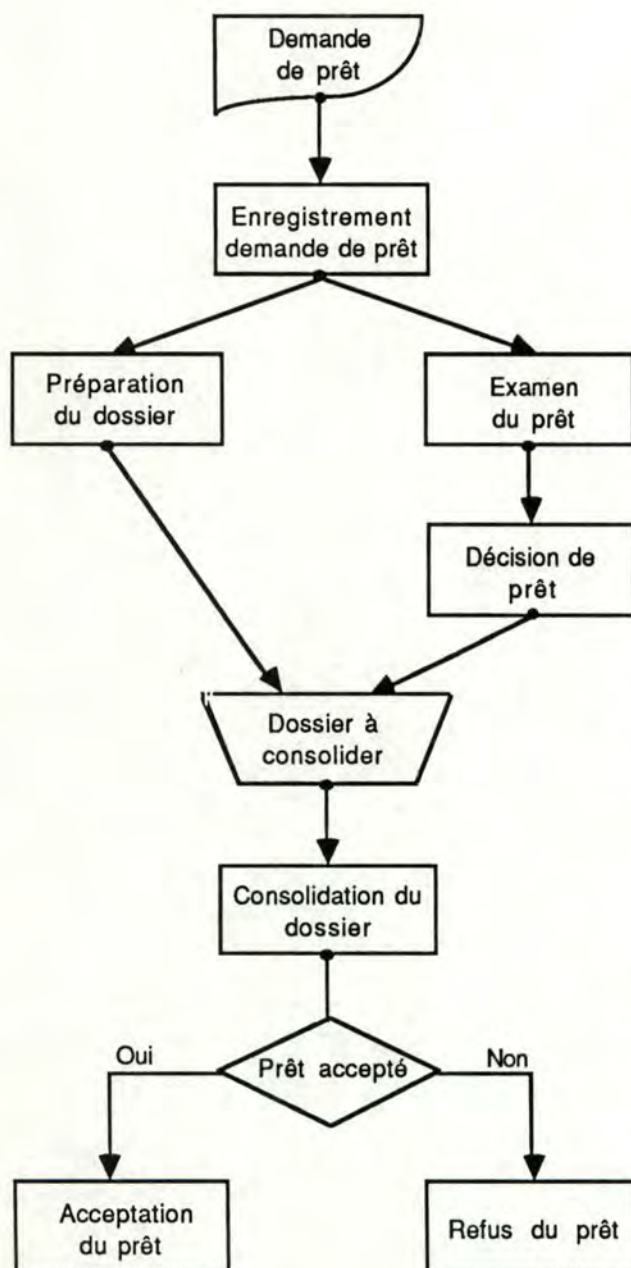 Demande
de prêt
Enregistrement
demande de prêt
Préparation
du dossier
Examen
du prêt
Décision de
prêt
Dossier à
consolider
Consolidation du
dossier
Prêt accepté
Oui
Non
Acceptation
du prêt
Refus du prêt